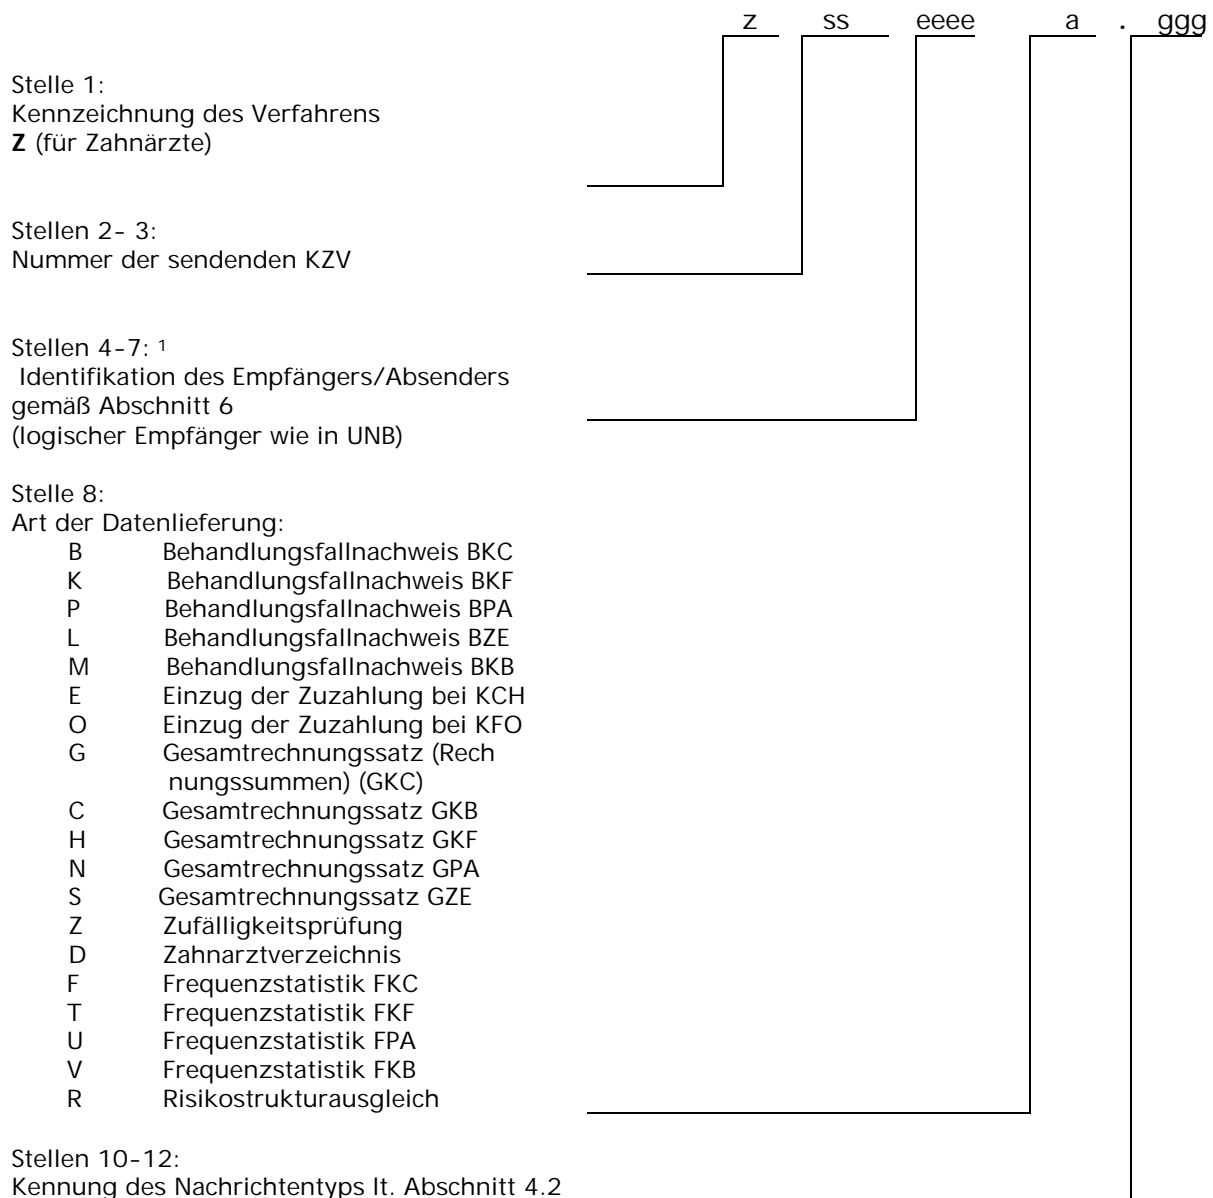 z ss eeee a . ggg
Stelle 1:
Kennzeichnung des Verfahrens
Z (für Zahnärzte)
Stellen 2- 3:
Nummer der sendenden KZV
Stellen 4-7: 1
Identifikation des Empfängers/Absenders
gemäß Abschnitt 6
(logischer Empfänger wie in UNB)
Stelle 8:
Art der Datenlieferung:
B Behandlungsfallnachweis BKC
K Behandlungsfallnachweis BKF
P Behandlungsfallnachweis BPA
L Behandlungsfallnachweis BZE
M Behandlungsfallnachweis BKB
E Einzug der Zuzahlung bei KCH
O Einzug der Zuzahlung bei KFO
G Gesamtrechnungssatz (Rech
nungssummen) (GKC)
C Gesamtrechnungssatz GKB
H Gesamtrechnungssatz GKF
N Gesamtrechnungssatz GPA
S Gesamtrechnungssatz GZE
Z Zufälligkeitsprüfung
D Zahnarztverzeichnis
F Frequenzstatistik FKC
T Frequenzstatistik FKF
U Frequenzstatistik FPA
V Frequenzstatistik FKB
R Risikostrukturausgleich
Stellen 10-12:
Kennung des Nachrichtentyps lt. Abschnitt 4.2